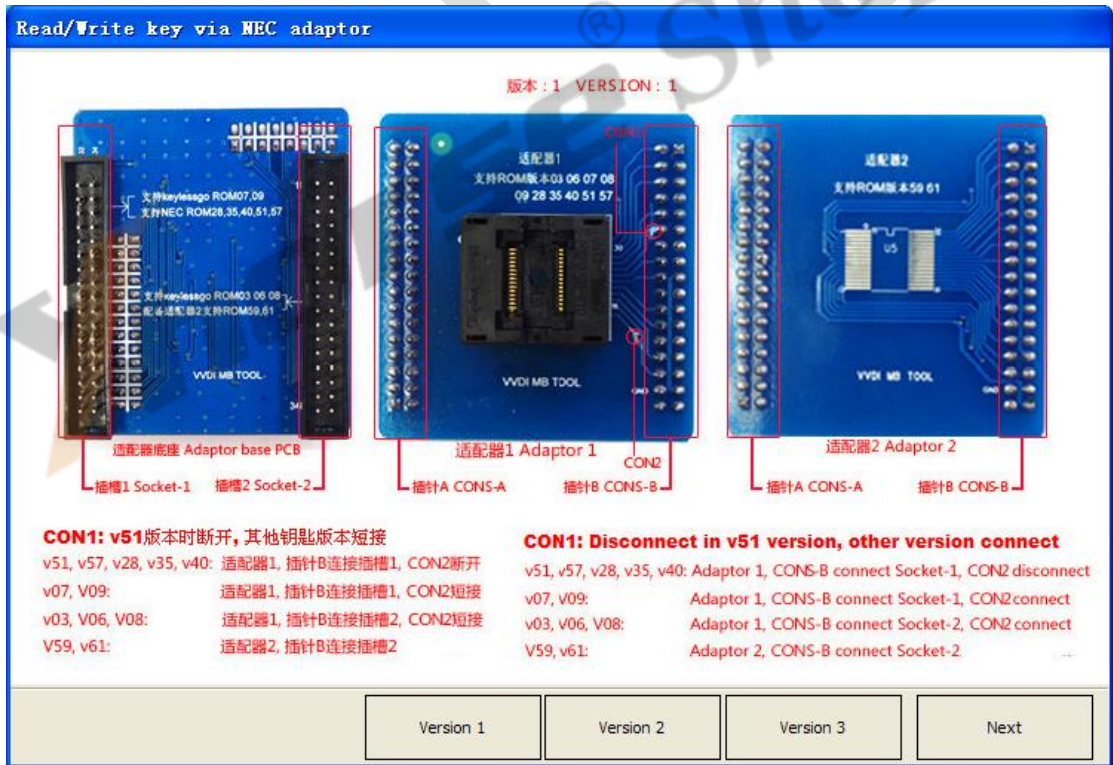 Read/Write key via NEC adaptor
版本：1 VERSION：1
支持keylessgo ROM07,09
支持NEC ROM28,35,40,51,57
支持keylessgo ROM03 06 08
配备适配器2支持ROM59,61
VVDI MB TOOL
34
适配器底座 Adaptor base PCB
插槽1 Socket-1
插槽2 Socket-2
CON1
适配器1
支持ROM版本03 06 07 08
09 28 35 40 51 57
VVDI MB TOOL
GND
适配器1 Adaptor 1
CON2
插针A CONS-A
插针B CONS-B
适配器2
支持ROM版本59 61
U5
VVDI MB TOOL
GND
适配器2 Adaptor 2
插针A CONS-A
插针B CONS-B
CON1: v51版本时断开, 其他钥匙版本短接
v51, v57, v28, v35, v40: 适配器1, 插针B连接插槽1, CON2断开
v07, V09: 适配器1, 插针B连接插槽1, CON2短接
v03, V06, V08: 适配器1, 插针B连接插槽2, CON2短接
V59, v61: 适配器2, 插针B连接插槽2
CON1: Disconnect in v51 version, other version connect
v51, v57, v28, v35, v40: Adaptor 1, CONS-B connect Socket-1, CON2 disconnect
v07, V09: Adaptor 1, CONS-B connect Socket-1, CON2 connect
v03, V06, V08: Adaptor 1, CONS-B connect Socket-2, CON2 connect
V59, v61: Adaptor 2, CONS-B connect Socket-2
Version 1
Version 2
Version 3
Next